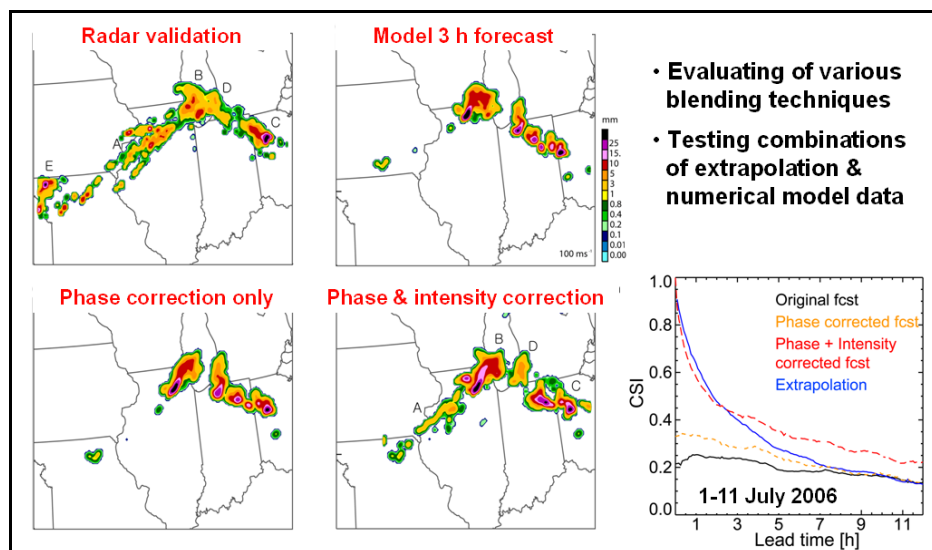 Radar validation
Model 3 h forecast
B
D
C
A
E
mm
25
15.
10
5
3
1
0.8
0.4
0.2
0.1
0.01
0.00
100 ms⁻¹
• Evaluating of various
blending techniques
• Testing combinations
of extrapolation &
numerical model data
Phase correction only
Phase & intensity correction
B
D
A
C
1.0
0.8
0.6
0.4
0.2
0.0
CSI
Original fcst
Phase corrected fcst
Phase + Intensity
corrected fcst
Extrapolation
1-11 July 2006
1
3
5
7
9
11
Lead time [h]